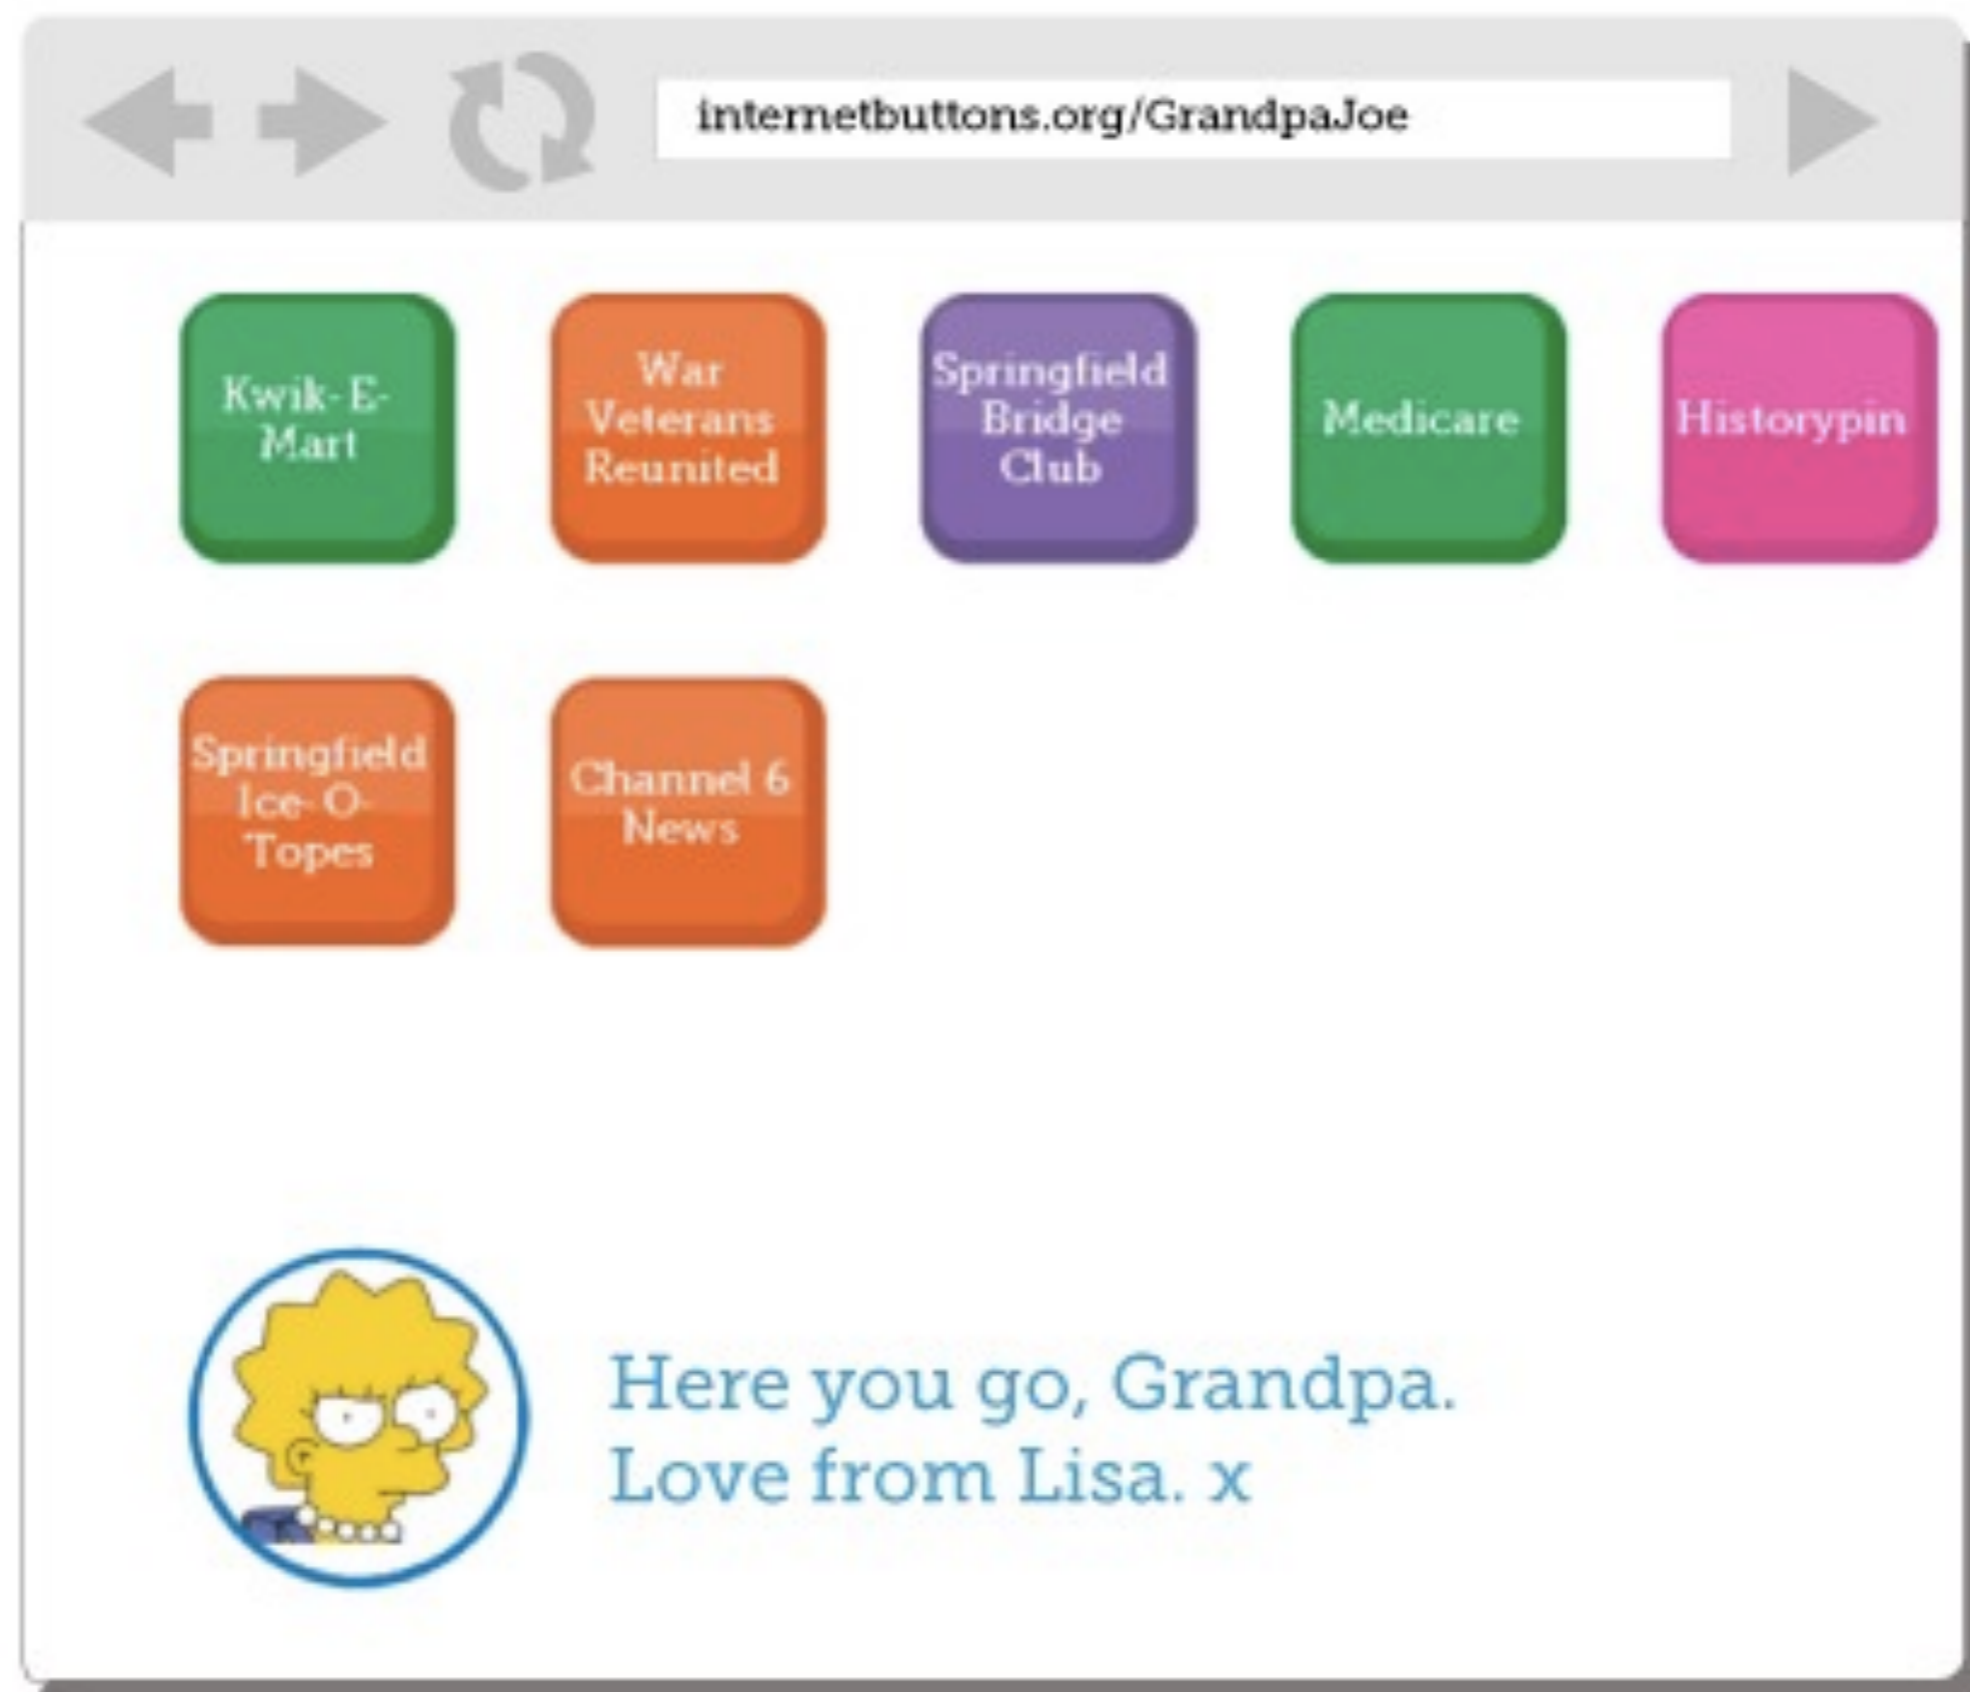 internetbuttons.org/GrandpaJoe
Kwik-E-
Mart
War
Veterans
Reunited
Springfield
Bridge
Club
Medicare
Historypin
Springfield
Ice-O-
Topes
Channel 6
News
Here you go, Grandpa.
Love from Lisa. x